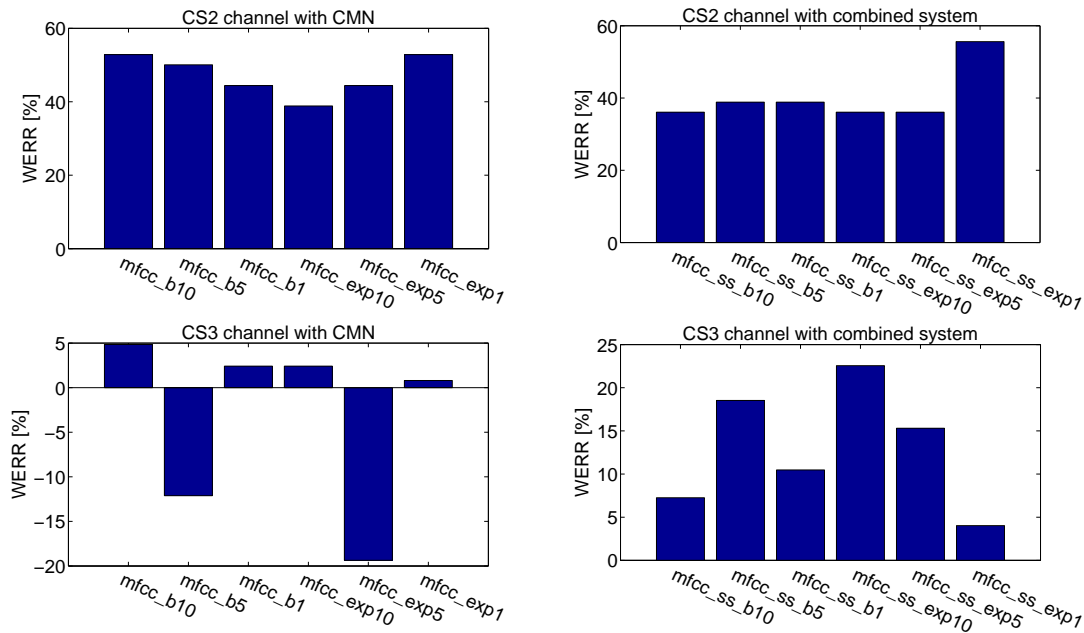 CS2 channel with CMN
WERR [%]
60
40
20
0
mfcc_b10
mfcc_b5
mfcc_b1
mfcc_exp10
mfcc_exp5
mfcc_exp1
CS2 channel with combined system
WERR [%]
60
40
20
0
mfcc_ss_b10
mfcc_ss_b5
mfcc_ss_b1
mfcc_ss_exp10
mfcc_ss_exp5
mfcc_ss_exp1
CS3 channel with CMN
WERR [%]
5
0
−5
−10
−15
−20
mfcc_b10
mfcc_b5
mfcc_b1
mfcc_exp10
mfcc_exp5
mfcc_exp1
CS3 channel with combined system
WERR [%]
25
20
15
10
5
0
mfcc_ss_b10
mfcc_ss_b5
mfcc_ss_b1
mfcc_ss_exp10
mfcc_ss_exp5
mfcc_ss_exp1